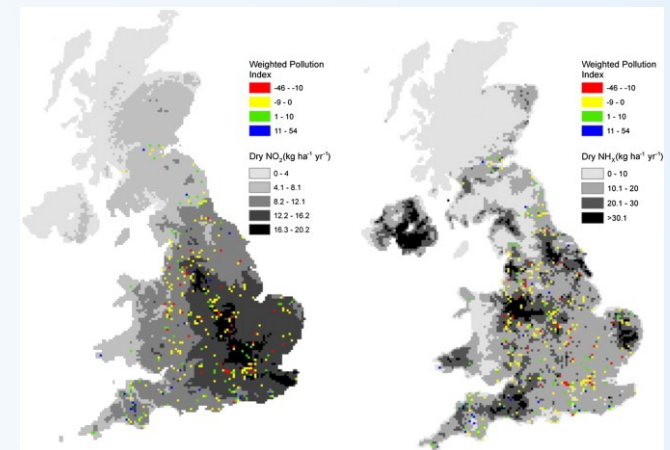 Weighted Pollution
Index
-46 - -10
-9 - 0
1 - 10
11 - 54
Dry NO₂(kg ha⁻¹ yr⁻¹)
0 - 4
4.1 - 8.1
8.2 - 12.1
12.2 - 16.2
16.3 - 20.2
Weighted Pollution
Index
-46 - -10
-9 - 0
1 - 10
11 - 54
Dry NHₓ(kg ha⁻¹ yr⁻¹)
0 - 10
10.1 - 20
20.1 - 30
>30.1